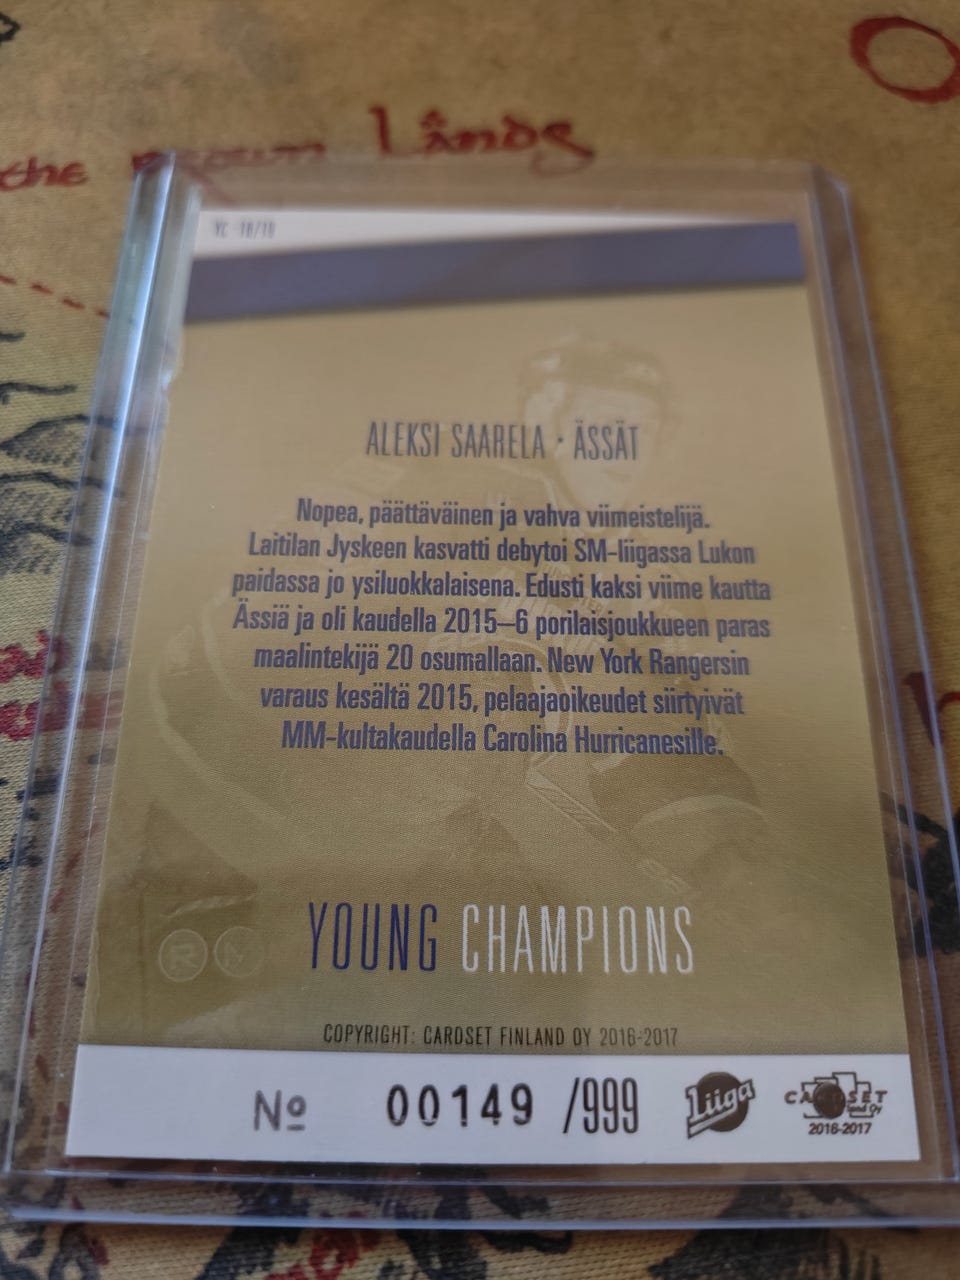 O
the Brown Lands
ALEKSI SAARELA • ÄSSÄT
Nopea, päättäväinen ja vahva viimeistelijä.
Laitilan Jyskeen kasvatti debytoi SM-liigassa Lukon
paidassa jo ysiluokkalaisena. Edusti kaksi viime kautta
Ässiä ja oli kaudella 2015–6 porilaisjoukkueen paras
maalintekijä 20 osumallaan. New York Rangersin
varaus kesältä 2015, pelaajaoikeudet siirtyivät
MM-kultakaudella Carolina Hurricanesille.
YOUNG CHAMPIONS
COPYRIGHT: CARDSET FINLAND OY 2016-2017
Nº 00149 /999
Liiga
CARDSET
2016-2017